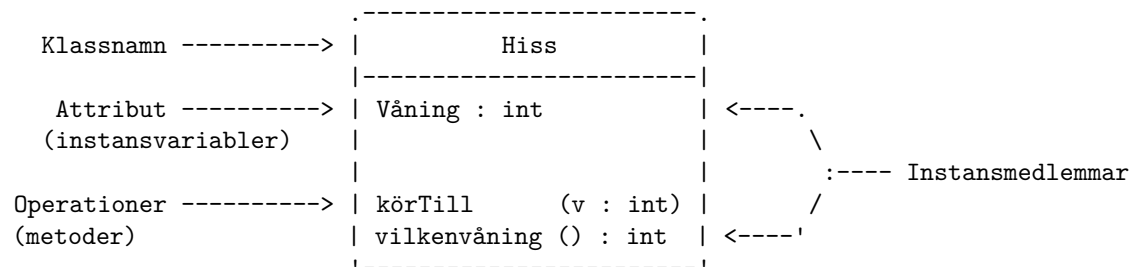 Klassnamn ----------> | Hiss |
Attribut ----------> | Våning : int | <----.
(instansvariabler) | | \
| | :---- Instansmedlemmar
Operationer ----------> | körTill (v : int) | /
(metoder) | vilkenvåning () : int | <----'